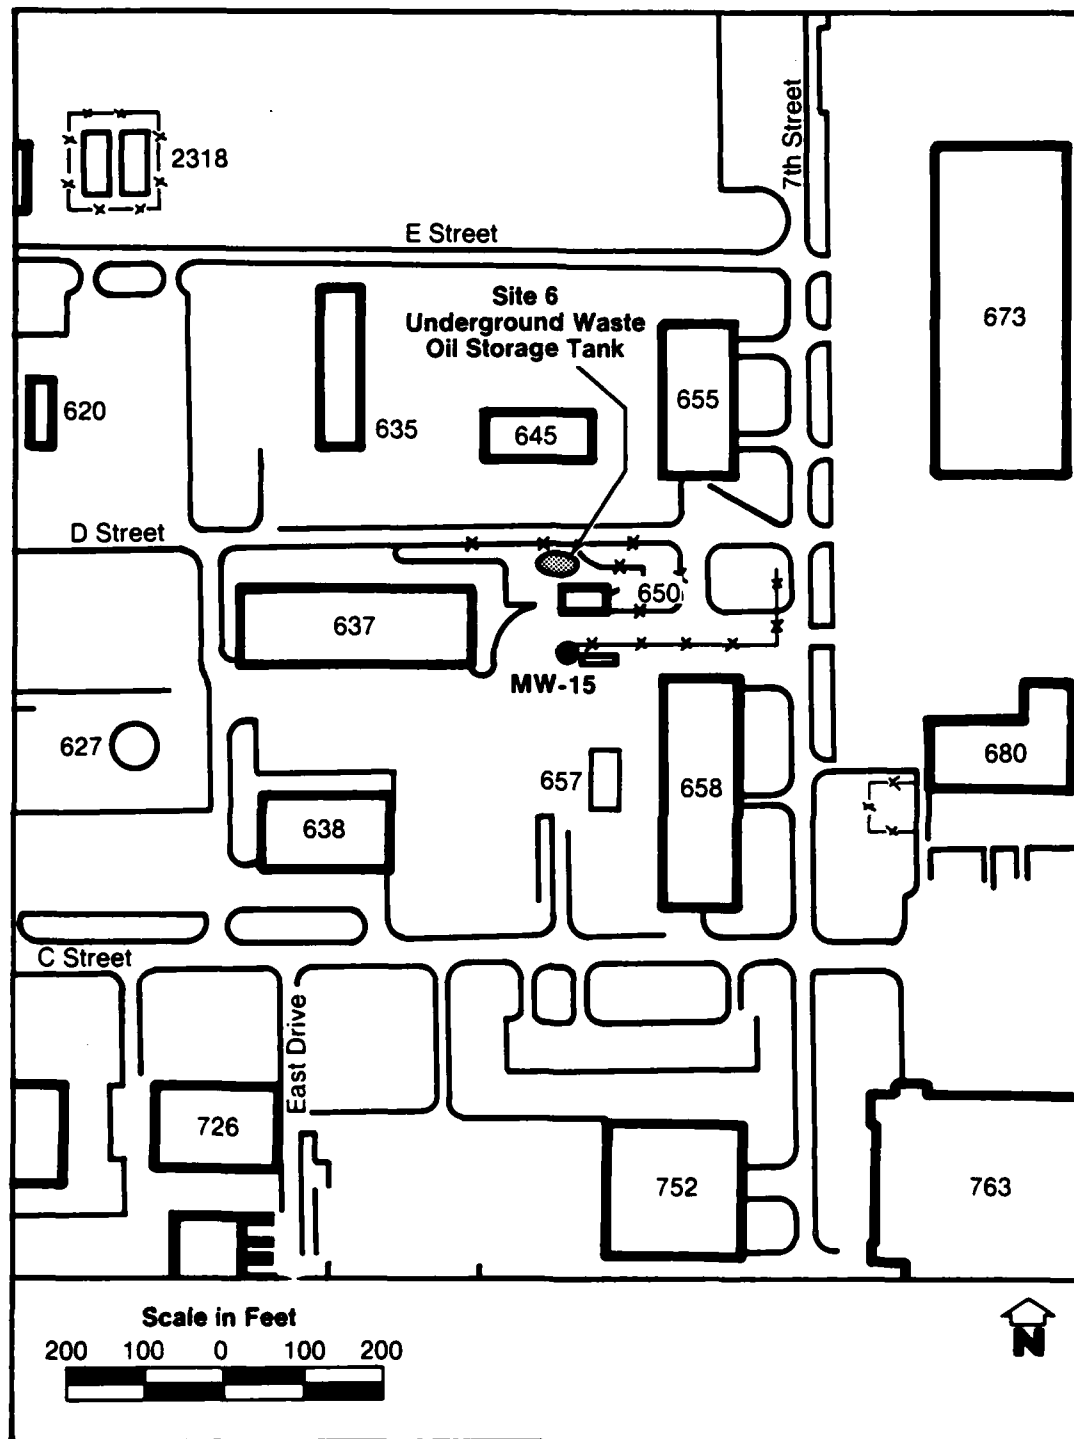 7th Street
2318
E Street
Site 6
Underground Waste
Oil Storage Tank
673
655
620
635
645
D Street
650
637
MW-15
627
657
658
680
638
C Street
East Drive
726
752
763
Scale in Feet
200 100 0 100 200
N